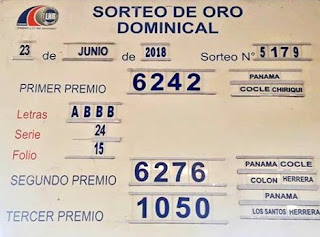 LNB
SORTEO DE ORO
DOMINICAL
23 de JUNIO de 2018 Sorteo N° 5179
PRIMER PREMIO 6242 PANAMA
COCLE CHIRIQUI
Letras A B B B
Serie 24
Folio 15
SEGUNDO PREMIO 6276 PANAMA COCLE
COLON HERRERA
TERCER PREMIO 1050 PANAMA
LOS SANTOS HERRERA